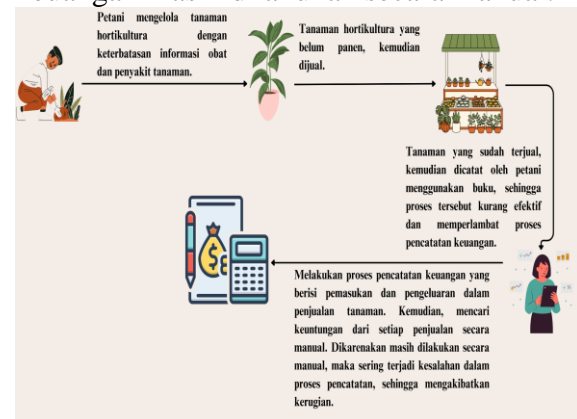 Petani mengelola tanaman
hortikultura dengan
keterbatasan informasi obat
dan penyakit tanaman.
Tanaman hortikultura yang
belum panen, kemudian
dijual.
Tanaman yang sudah terjual,
kemudian dicatat oleh petani
menggunakan buku, sehingga
proses tersebut kurang efektif
dan memperlambat proses
pencatatan keuangan.
Melakukan proses pencatatan keuangan yang
berisi pemasukan dan pengeluaran dalam
penjualan tanaman. Kemudian, mencari
keuntungan dari setiap penjualan secara
manual. Dikarenakan masih dilakukan secara
manual, maka sering terjadi kesalahan dalam
proses pencatatan, sehingga mengakibatkan
kerugian.